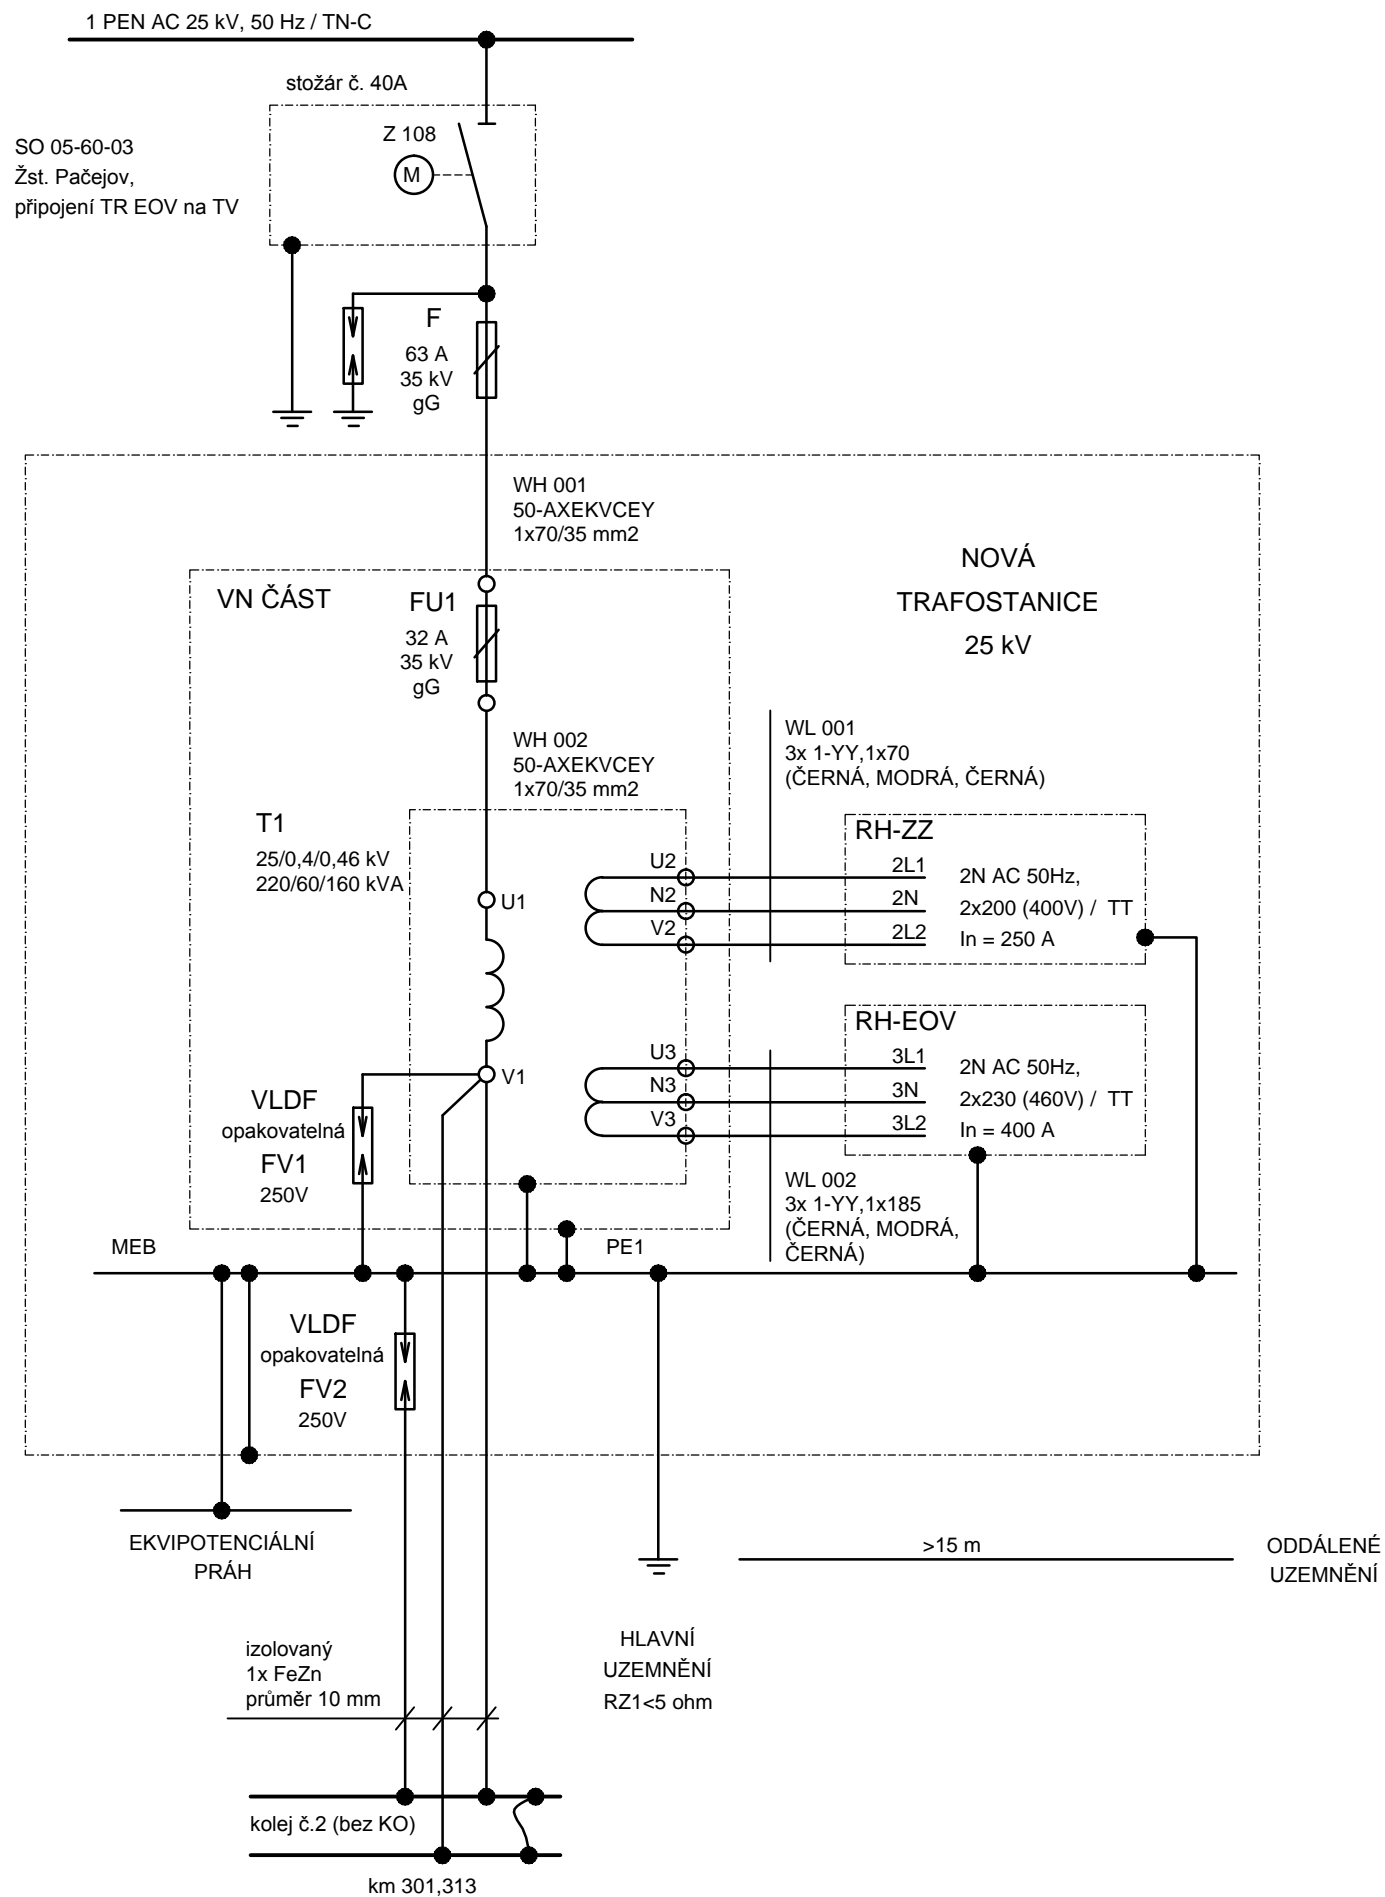 1 PEN AC 25 kV, 50 Hz / TN-C
stožár č. 40A
Z 108
M
SO 05-60-03
Žst. Pačejov,
připojení TR EOV na TV
F
63 A
35 kV
gG
WH 001
50-AXEKVCEY
1x70/35 mm2
NOVÁ
TRAFOSTANICE
25 kV
VN ČÁST
FU1
32 A
35 kV
gG
WH 002
50-AXEKVCEY
1x70/35 mm2
WL 001
3x 1-YY,1x70
(ČERNÁ, MODRÁ, ČERNÁ)
T1
25/0,4/0,46 kV
220/60/160 kVA
U1
U2
N2
V2
RH-ZZ
2L1
2N
2L2
2N AC 50Hz,
2x200 (400V) / TT
In = 250 A
V1
U3
N3
V3
RH-EOV
3L1
3N
3L2
2N AC 50Hz,
2x230 (460V) / TT
In = 400 A
VLDF
opakovatelná
FV1
250V
WL 002
3x 1-YY,1x185
(ČERNÁ, MODRÁ,
ČERNÁ)
MEB
PE1
VLDF
opakovatelná
FV2
250V
EKVIPOTENCIÁLNÍ
PRÁH
>15 m
ODDÁLENÉ
UZEMNĚNÍ
HLAVNÍ
UZEMNĚNÍ
RZ1<5 ohm
izolovaný
1x FeZn
průměr 10 mm
kolej č.2 (bez KO)
km 301,313